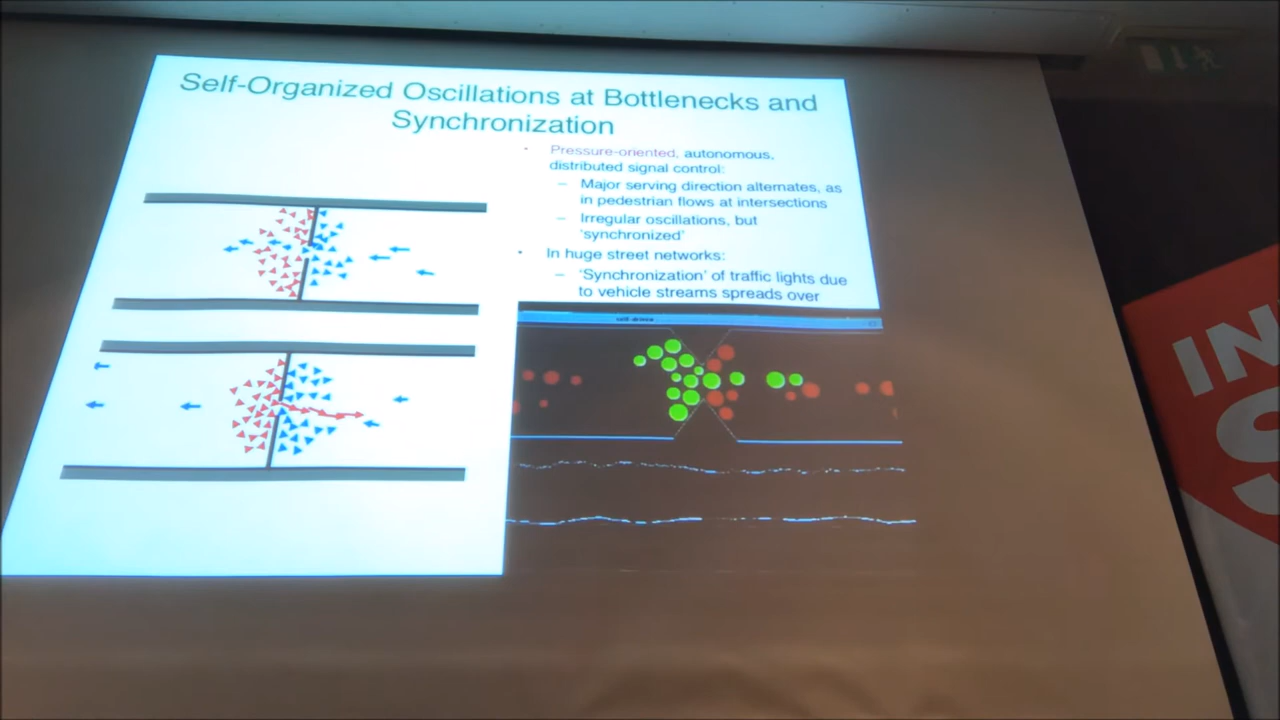 Self-Organized Oscillations at Bottlenecks and
Synchronization
• Pressure-oriented, autonomous,
distributed signal control:
– Major serving direction alternates, as
in pedestrian flows at intersections
– Irregular oscillations, but
'synchronized'
• In huge street networks:
– 'Synchronization' of traffic lights due
to vehicle streams spreads over
IN
S